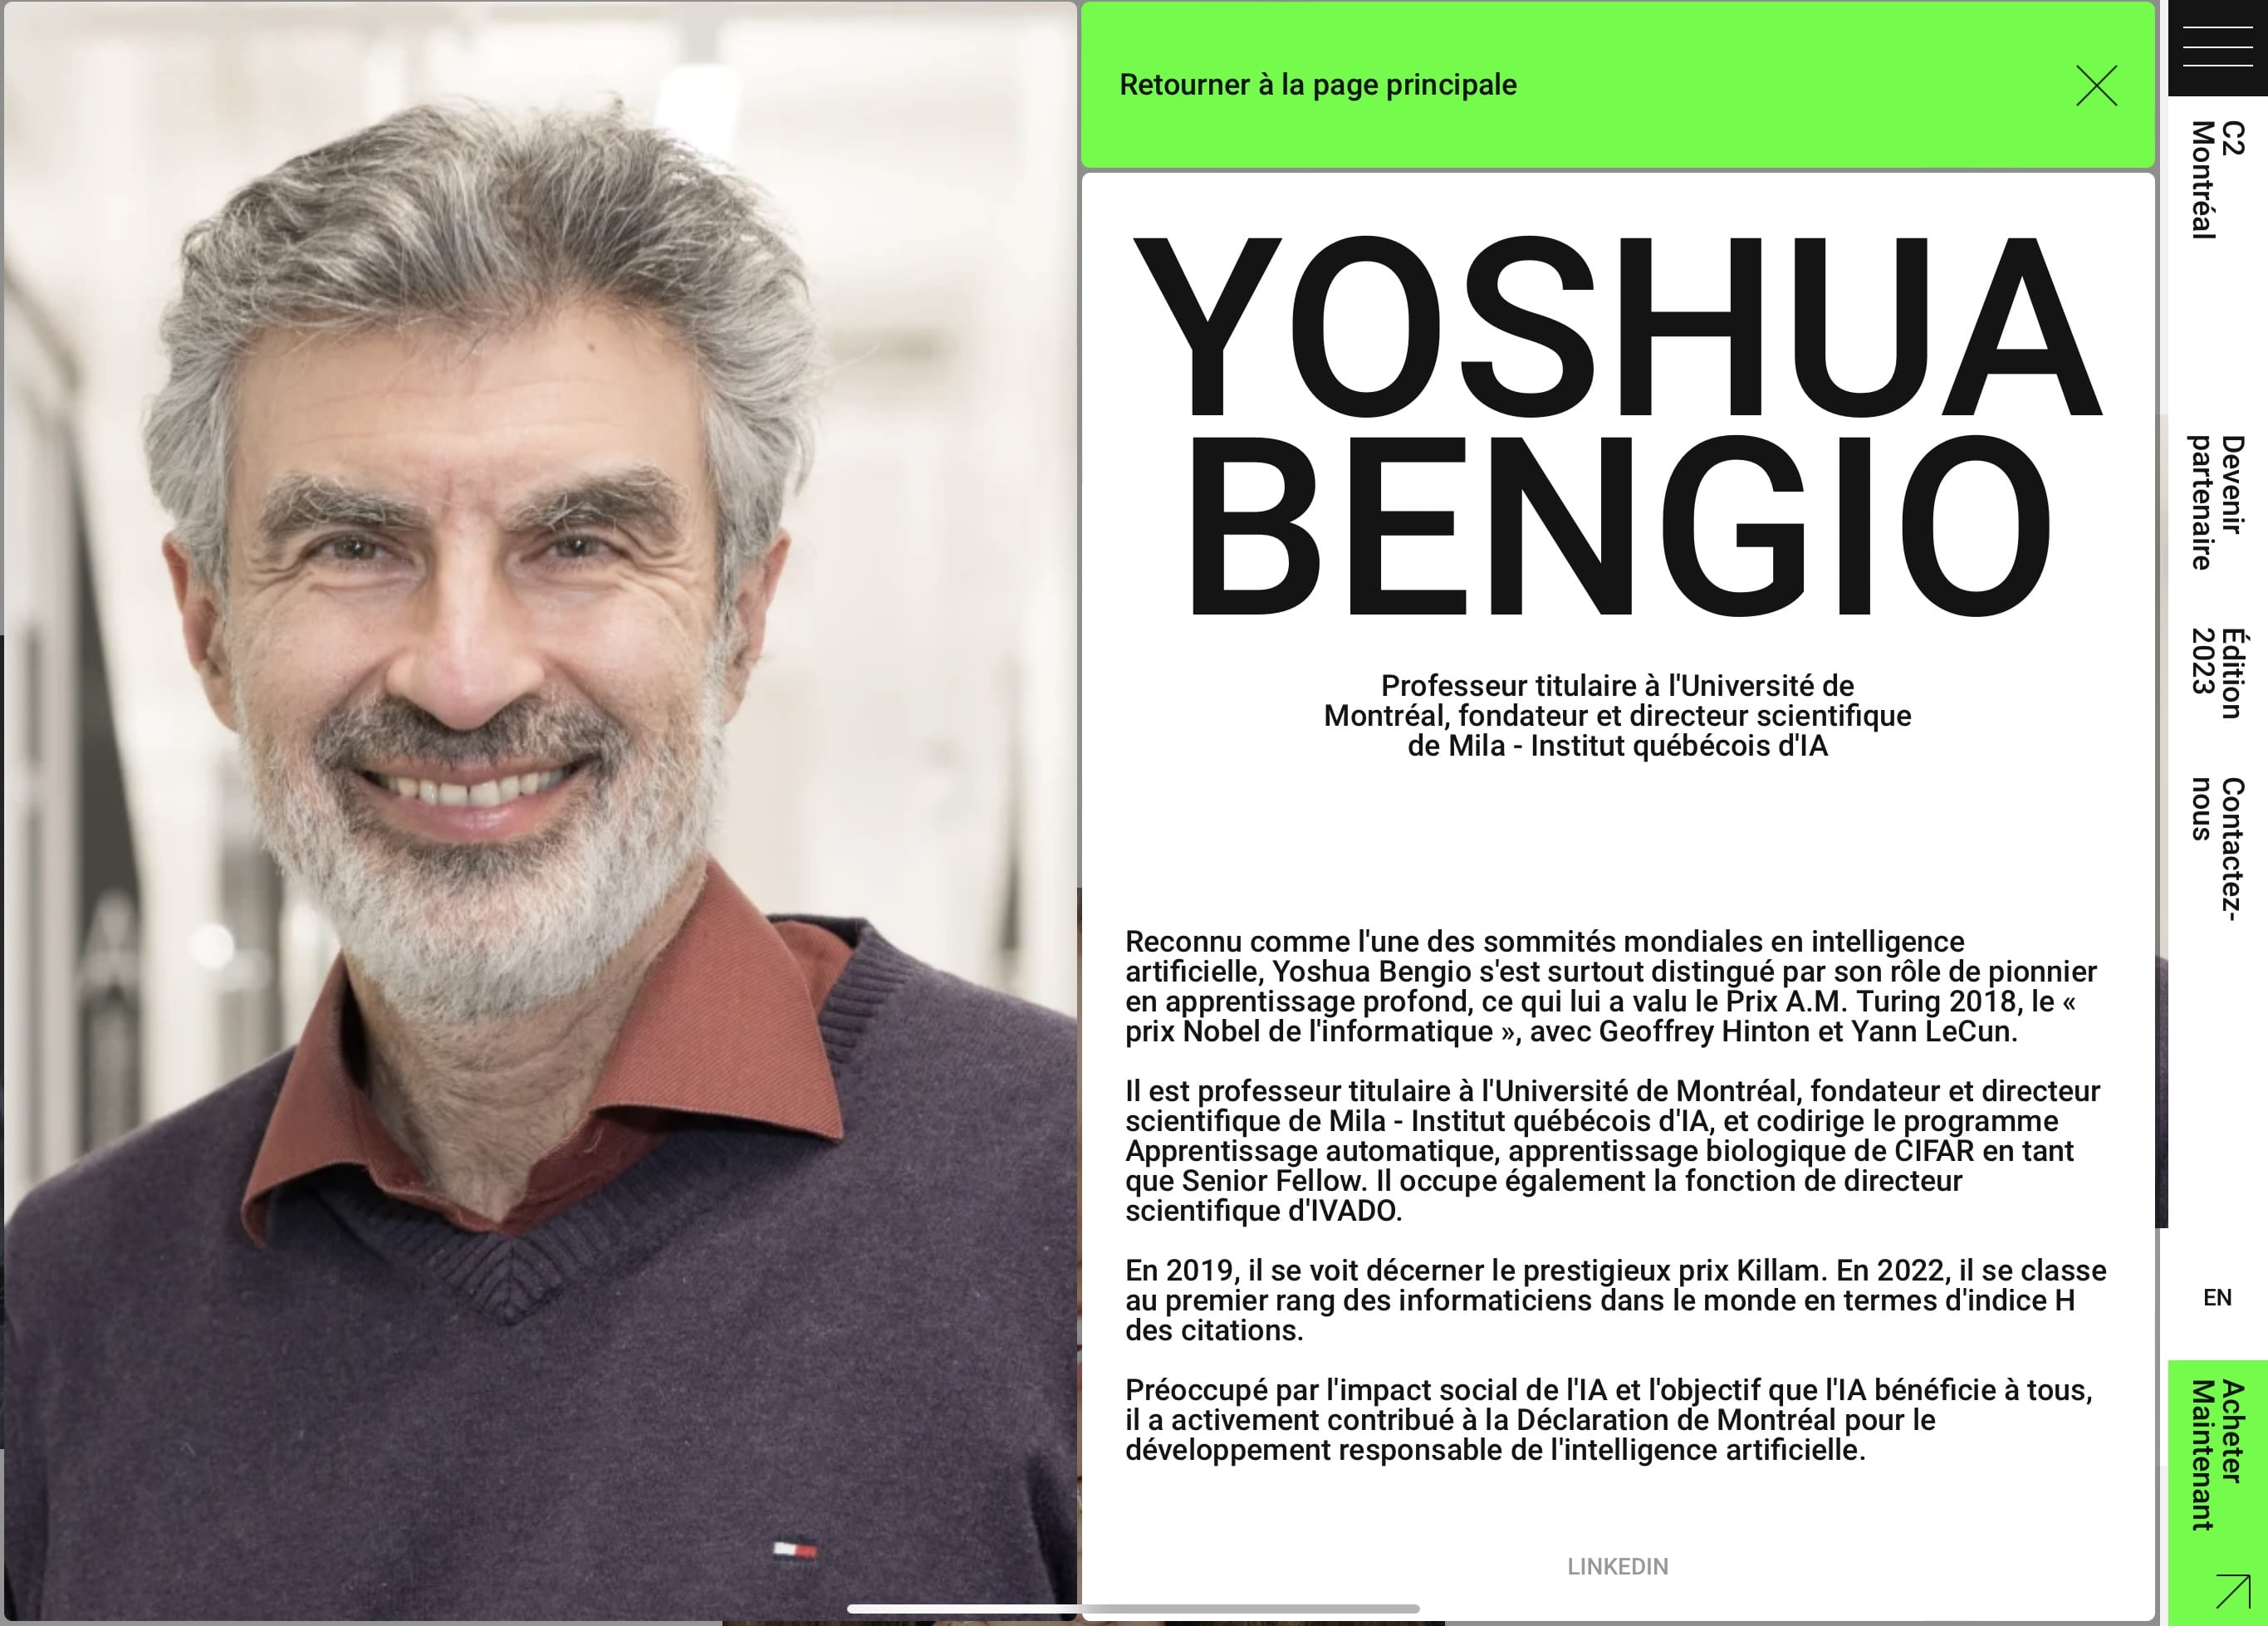 Retourner à la page principale
YOSHUA
BENGIO
Professeur titulaire à l'Université de
Montréal, fondateur et directeur scientifique
de Mila - Institut québécois d'IA
Reconnu comme l'une des sommités mondiales en intelligence
artificielle, Yoshua Bengio s'est surtout distingué par son rôle de pionnier
en apprentissage profond, ce qui lui a valu le Prix A.M. Turing 2018, le «
prix Nobel de l'informatique », avec Geoffrey Hinton et Yann LeCun.
Il est professeur titulaire à l'Université de Montréal, fondateur et directeur
scientifique de Mila - Institut québécois d'IA, et codirige le programme
Apprentissage automatique, apprentissage biologique de CIFAR en tant
que Senior Fellow. Il occupe également la fonction de directeur
scientifique d'IVADO.
En 2019, il se voit décerner le prestigieux prix Killam. En 2022, il se classe
au premier rang des informaticiens dans le monde en termes d'indice H
des citations.
Préoccupé par l'impact social de l'IA et l'objectif que l'IA bénéficie à tous,
il a activement contribué à la Déclaration de Montréal pour le
développement responsable de l'intelligence artificielle.
LINKEDIN
C2
Montréal
Devenir
partenaire
Édition
2023
Contactez-
nous
EN
Acheter
Maintenant